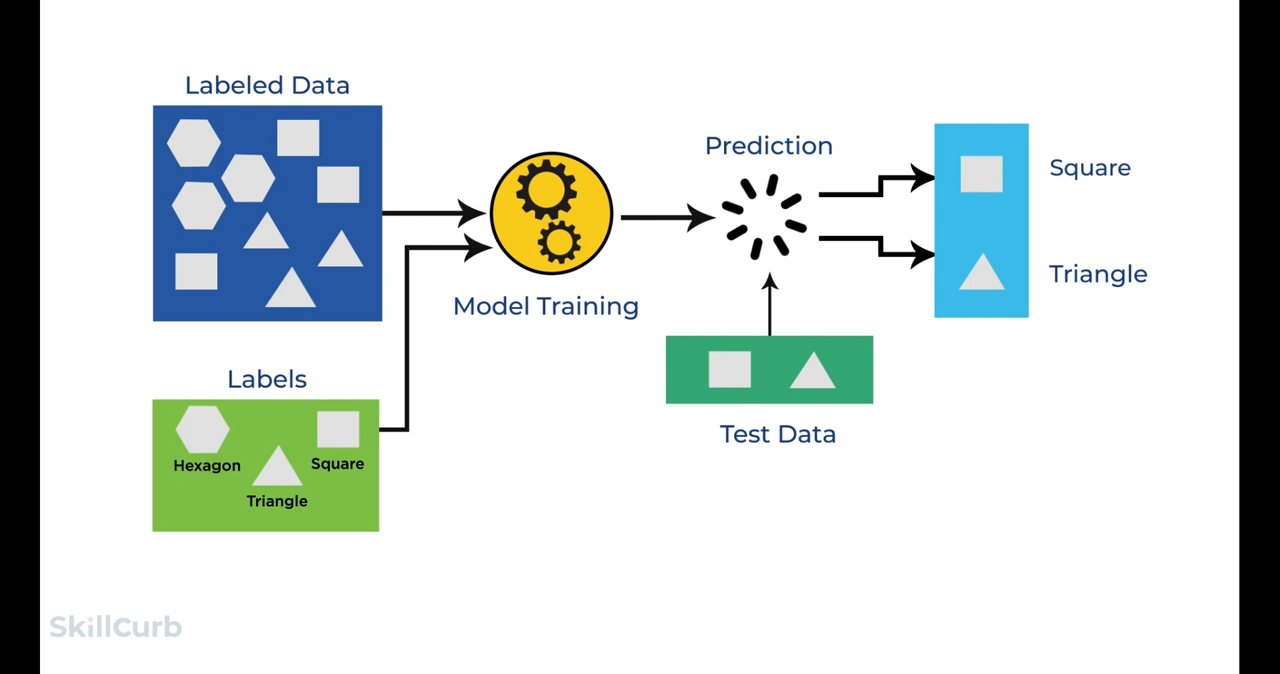 Labeled Data
Prediction
Square
Triangle
Model Training
Labels
Hexagon
Square
Triangle
Test Data
SkillCurb